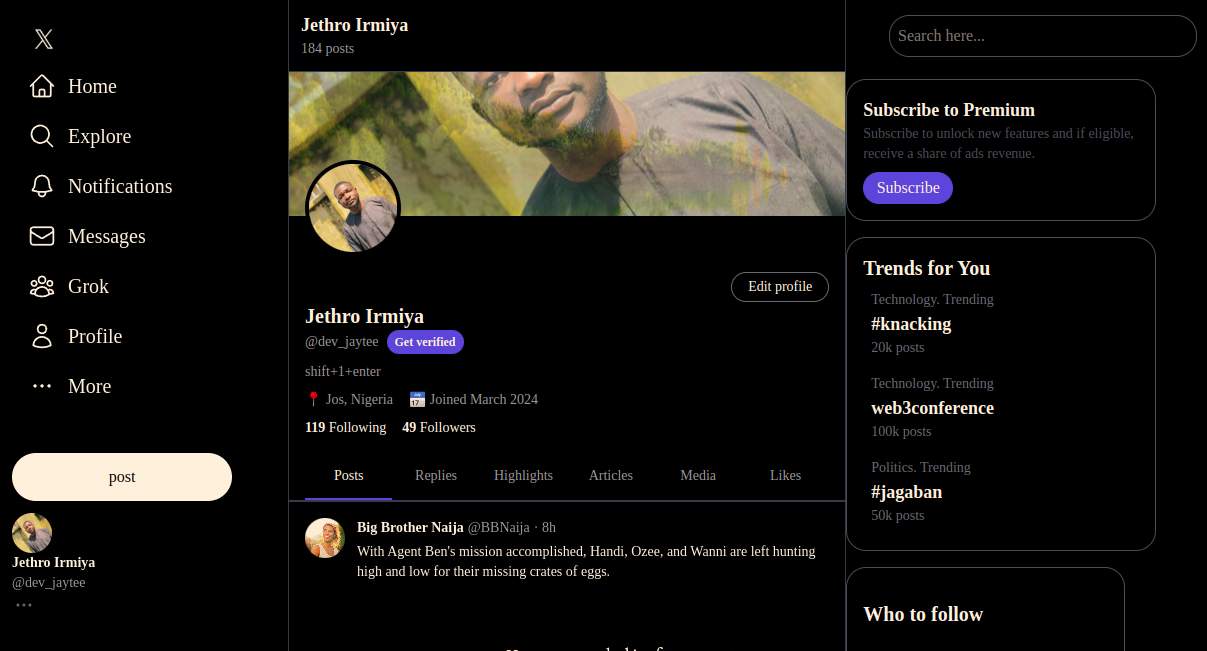 𝕏
Home
Explore
Notifications
Messages
Grok
Profile
More
post
Jethro Irmiya
@dev_jaytee
Jethro Irmiya
184 posts
Edit profile
Jethro Irmiya
@dev_jaytee Get verified
shift+1+enter
📍 Jos, Nigeria 📅 Joined March 2024
119 Following 49 Followers
Posts Replies Highlights Articles Media Likes
Big Brother Naija @BBNaija · 8h
With Agent Ben's mission accomplished, Handi, Ozee, and Wanni are left hunting
high and low for their missing crates of eggs.
Search here...
Subscribe to Premium
Subscribe to unlock new features and if eligible,
receive a share of ads revenue.
Subscribe
Trends for You
Technology. Trending
#knacking
20k posts
Technology. Trending
web3conference
100k posts
Politics. Trending
#jagaban
50k posts
Who to follow